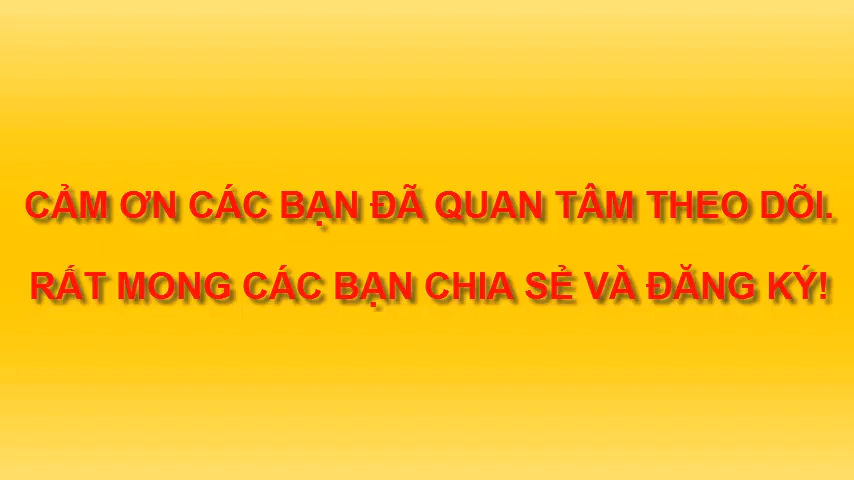 CẢM ƠN CÁC BẠN ĐÃ QUAN TÂM THEO DÕI.
RẤT MONG CÁC BẠN CHIA SẺ VÀ ĐĂNG KÝ!